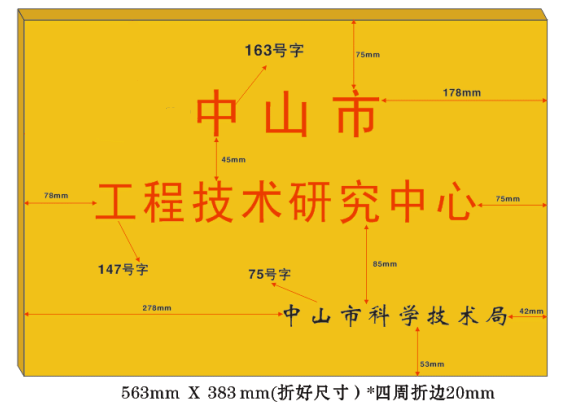 163号字
75mm
178mm
中山市
45mm
78mm
工程技术研究中心
75mm
147号字
85mm
75号字
278mm
中山市科学技术局
42mm
53mm
563mm X 383mm(折好尺寸)*四周折边20mm